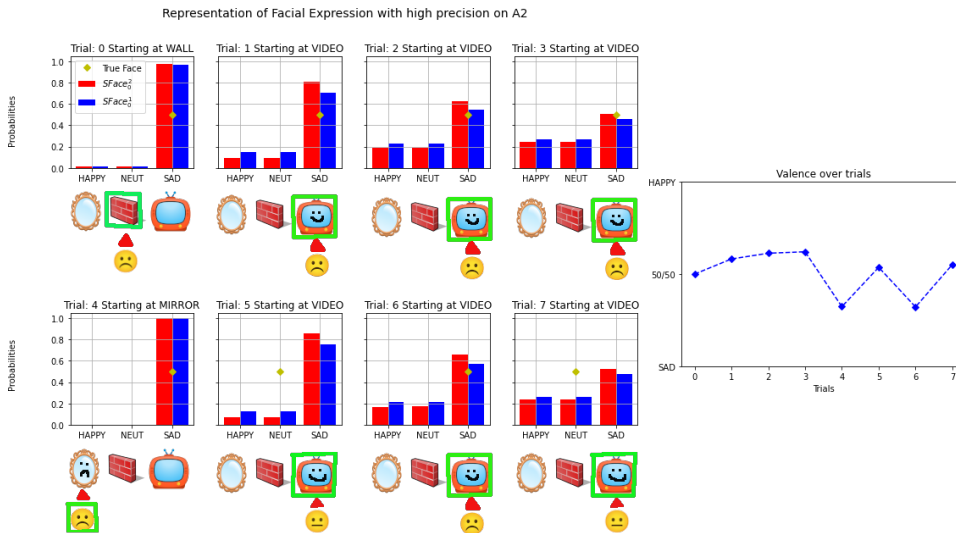 Representation of Facial Expression with high precision on A2
Trial: 0 Starting at WALL
Trial: 1 Starting at VIDEO
Trial: 2 Starting at VIDEO
Trial: 3 Starting at VIDEO
Probabilities
1.0
0.8
0.6
0.4
0.2
0.0
True Face
SFace₀²
SFace₀¹
HAPPY NEUT SAD
HAPPY NEUT SAD
HAPPY NEUT SAD
HAPPY NEUT SAD
Trial: 4 Starting at MIRROR
Trial: 5 Starting at VIDEO
Trial: 6 Starting at VIDEO
Trial: 7 Starting at VIDEO
Probabilities
1.0
0.8
0.6
0.4
0.2
0.0
HAPPY NEUT SAD
HAPPY NEUT SAD
HAPPY NEUT SAD
HAPPY NEUT SAD
Valence over trials
HAPPY
50/50
SAD
0 1 2 3 4 5 6 7
Trials